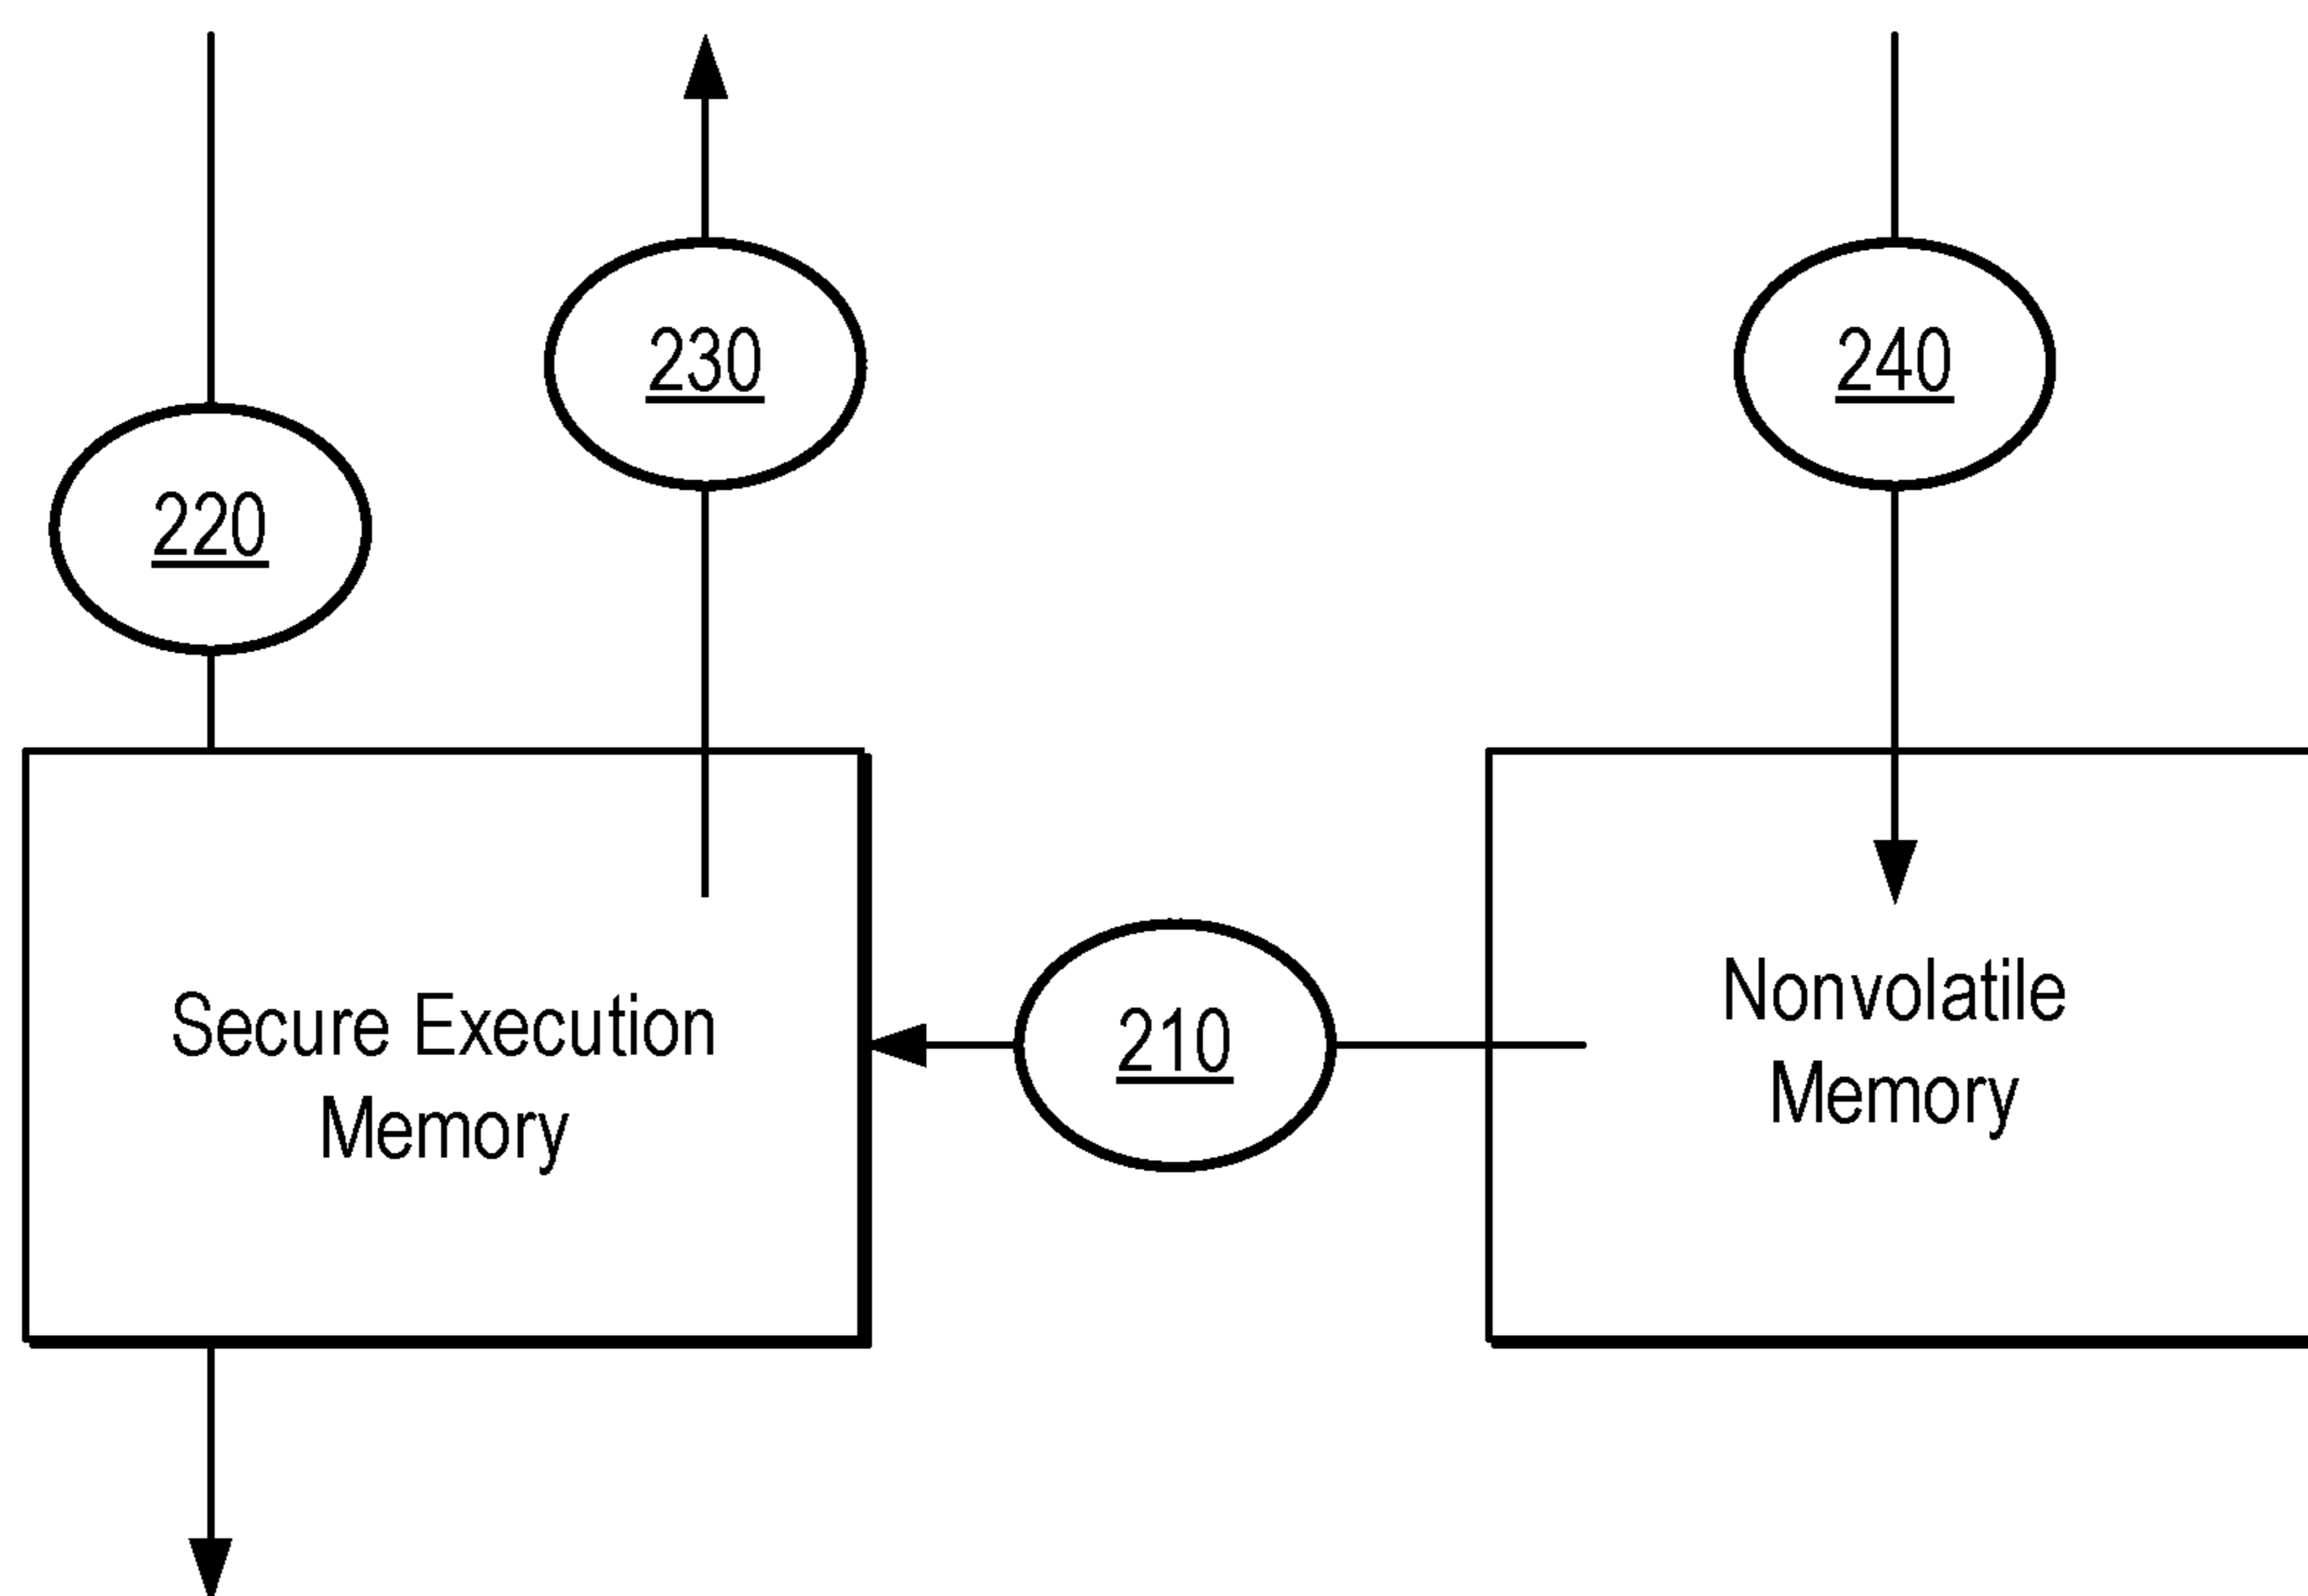 230
240
220
Secure Execution
Memory
210
Nonvolatile
Memory